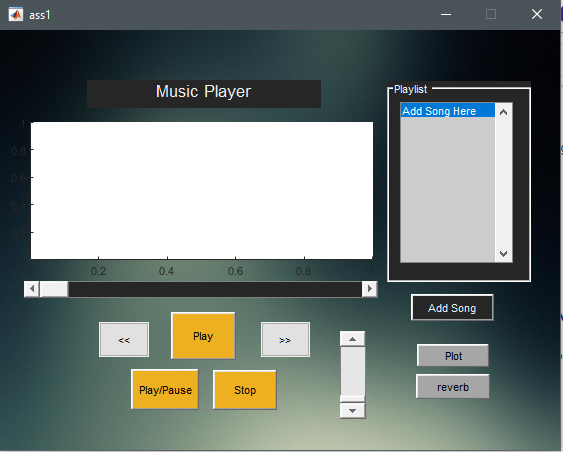 ass1
Music Player
Playlist
Add Song Here
1
0.8
0.6
0.4
0.2
0.2
0.4
0.6
0.8
Add Song
<<
Play
>>
Plot
Play/Pause
Stop
reverb